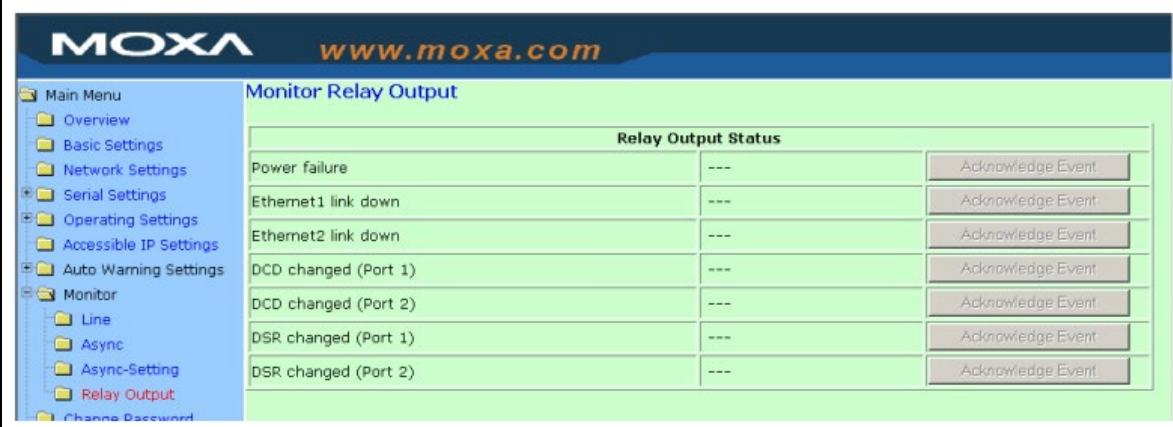 MOXA www.moxa.com
Main Menu
Overview
Basic Settings
Network Settings
Serial Settings
Operating Settings
Accessible IP Settings
Auto Warning Settings
Monitor
Line
Async
Async-Setting
Relay Output
Change Password
Monitor Relay Output
Relay Output Status
Power failure --- Acknowledge Event
Ethernet1 link down --- Acknowledge Event
Ethernet2 link down --- Acknowledge Event
DCD changed (Port 1) --- Acknowledge Event
DCD changed (Port 2) --- Acknowledge Event
DSR changed (Port 1) --- Acknowledge Event
DSR changed (Port 2) --- Acknowledge Event